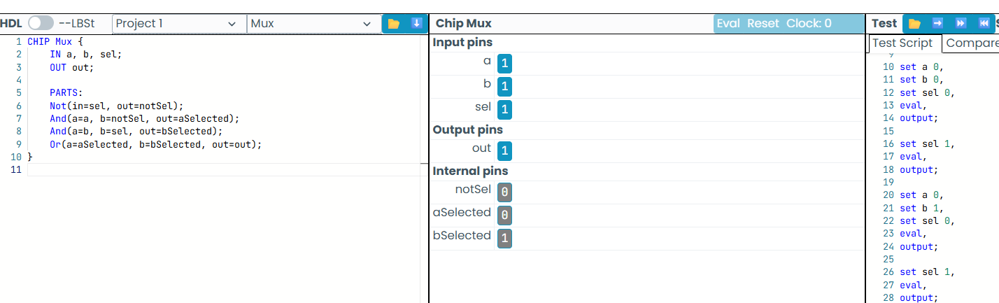 HDL --LBSt Project 1 Mux
1 CHIP Mux {
2 IN a, b, sel;
3 OUT out;
4
5 PARTS:
6 Not(in=sel, out=notSel);
7 And(a=a, b=notSel, out=aSelected);
8 And(a=b, b=sel, out=bSelected);
9 Or(a=aSelected, b=bSelected, out=out);
10 }
11
Chip Mux Eval Reset Clock: 0
Input pins
a 1
b 1
sel 1
Output pins
out 1
Internal pins
notSel 0
aSelected 0
bSelected 1
Test
Test Script Compare
9
10 set a 0,
11 set b 0,
12 set sel 0,
13 eval,
14 output;
15
16 set sel 1,
17 eval,
18 output;
19
20 set a 0,
21 set b 1,
22 set sel 0,
23 eval,
24 output;
25
26 set sel 1,
27 eval,
28 output;